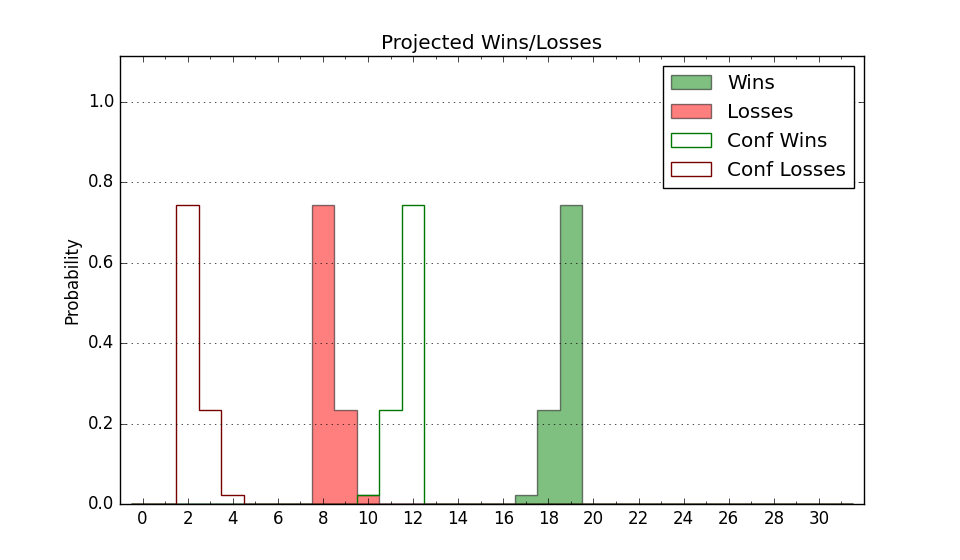 Projected Wins/Losses
Wins
Losses
Conf Wins
Conf Losses
Probability
1.0
0.8
0.6
0.4
0.2
0.0
0 2 4 6 8 10 12 14 16 18 20 22 24 26 28 30